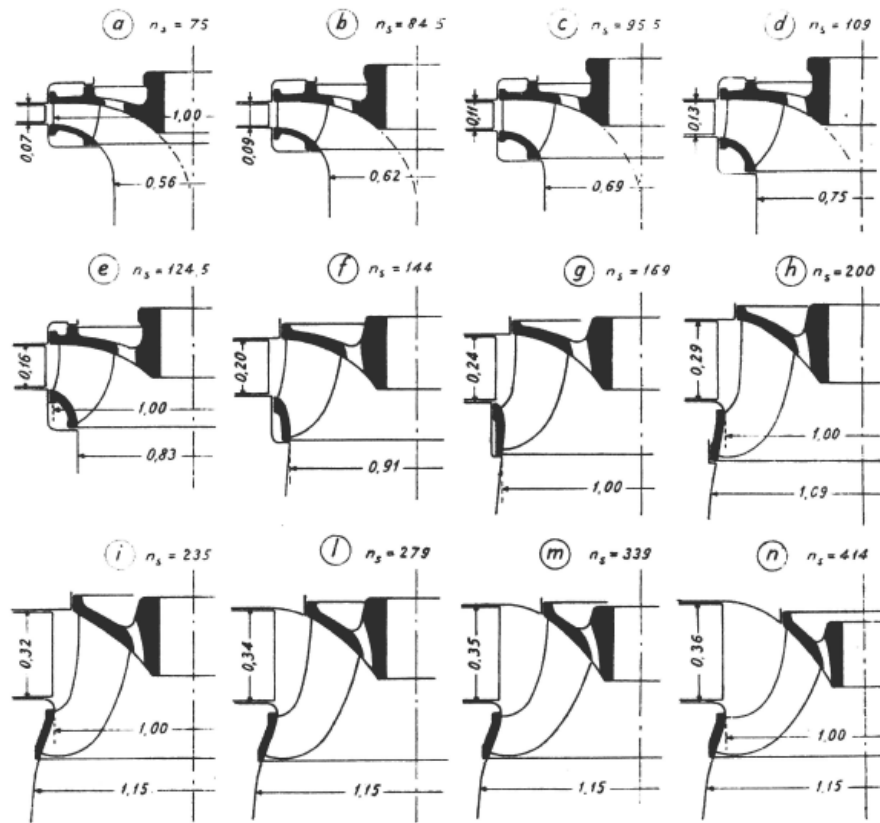 a n_s = 75
b n_s = 84.5
c n_s = 95.5
d n_s = 109
0,07 1,00 0,56
0,09 0,62
0,11 0,69
0,13 0,75
e n_s = 124,5
f n_s = 144
g n_s = 169
h n_s = 200
0,16 1,00 0,83
0,20 0,91
0,24 1,00
0,29 1,00 1,09
i n_s = 235
l n_s = 279
m n_s = 339
n n_s = 414
0,32 1,00 1,15
0,34 1,15
0,35 1,15
0,36 1,00 1,15